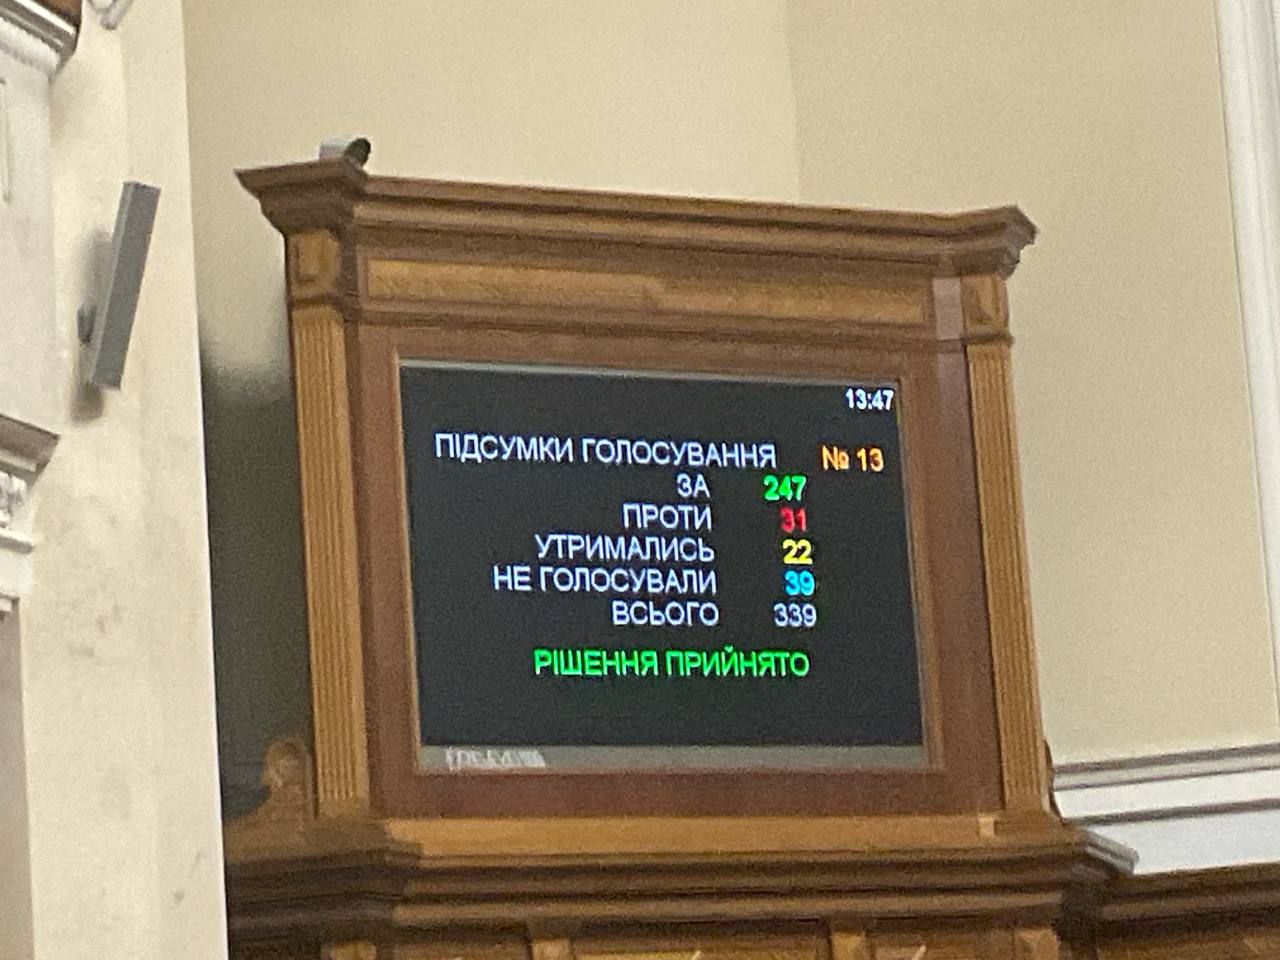 13:47
ПІДСУМКИ ГОЛОСУВАННЯ № 13
ЗА 247
ПРОТИ 31
УТРИМАЛИСЬ 22
НЕ ГОЛОСУВАЛИ 39
ВСЬОГО 339
РІШЕННЯ ПРИЙНЯТО